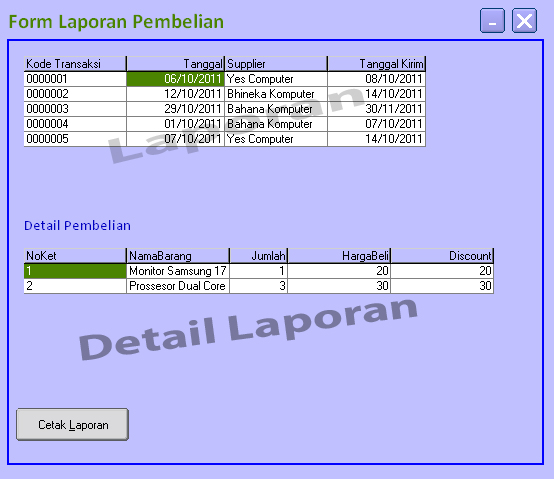 Form Laporan Pembelian
Kode Transaksi Tanggal Supplier Tanggal Kirim
0000001 06/10/2011 Yes Computer 08/10/2011
0000002 12/10/2011 Bhineka Komputer 14/10/2011
0000003 29/10/2011 Bahana Komputer 30/11/2011
0000004 01/10/2011 Bahana Komputer 07/10/2011
0000005 07/10/2011 Yes Computer 14/10/2011
Laporan
Detail Pembelian
NoKet NamaBarang Jumlah HargaBeli Discount
1 Monitor Samsung 17 1 20 20
2 Prossesor Dual Core 3 30 30
Detail Laporan
Cetak Laporan